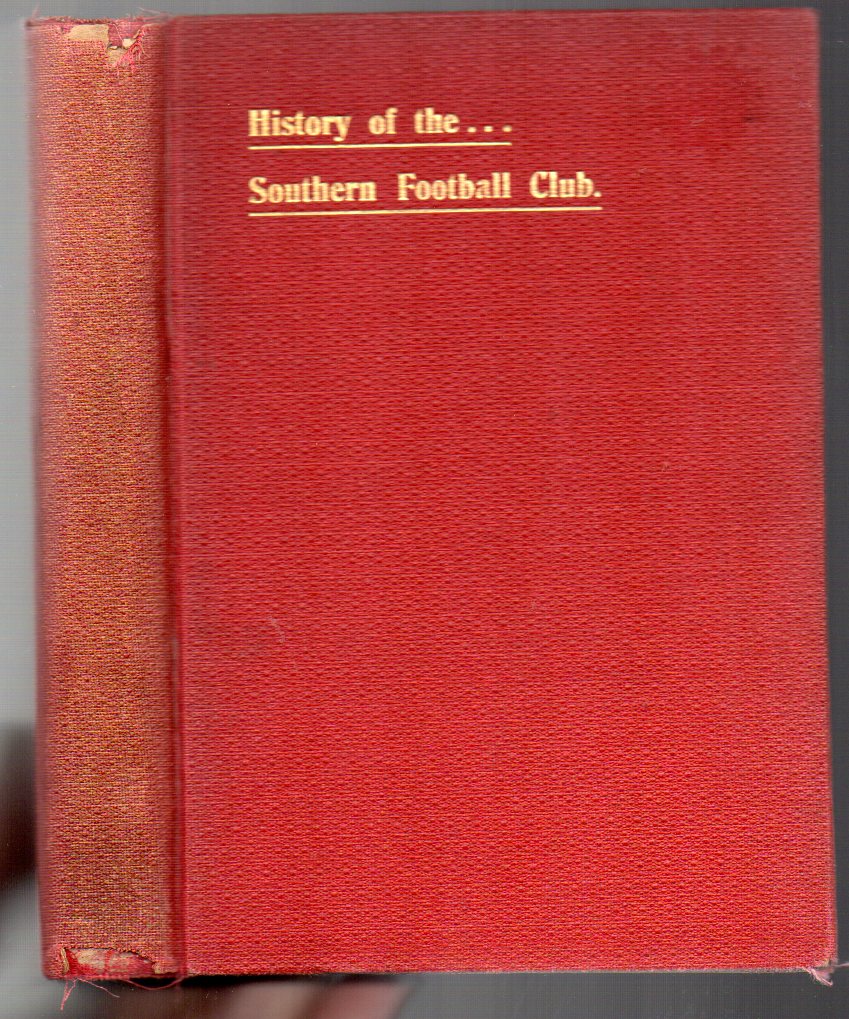 History of the...
Southern Football Club.